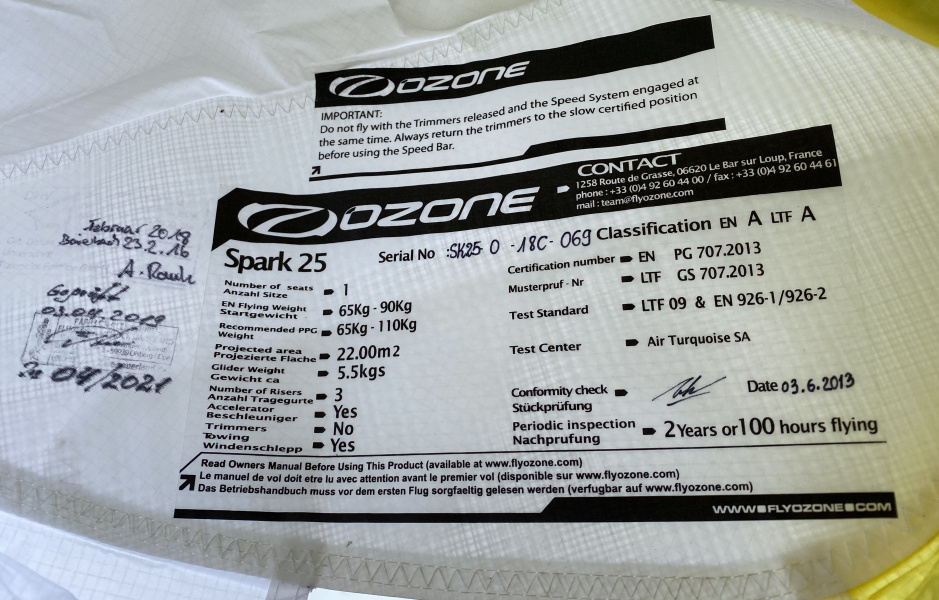 OZONE
IMPORTANT:
Do not fly with the Trimmers released and the Speed System engaged at
the same time. Always return the trimmers to the slow certified position
before using the Speed Bar.
OZONE
CONTACT
1258 Route de Grasse, 06620 Le Bar sur Loup, France
phone : +33 (0)4 92 60 44 00 / fax : +33 (0)4 92 60 44 61
mail : team@flyozone.com
Spark 25
Serial No :SK25 O -18C- 069
Classification EN A LTF A
Number of seats
Anzahl Sitze
1
EN Flying Weight
Startgewicht
65Kg - 90Kg
Recommended PPG
Weight
65Kg - 110Kg
Projected area
Projezierte Flache
22.00m2
Glider Weight
Gewicht ca
5.5kgs
Number of Risers
Anzahl Tragegurte
3
Accelerator
Beschleuniger
Yes
Trimmers
No
Towing
Windenschlepp
Yes
Certification number
Musterpruf - Nr
EN PG 707.2013
LTF GS 707.2013
Test Standard
LTF 09 & EN 926-1/926-2
Test Center
Air Turquoise SA
Conformity check
Stückprüfung
Date 03.6.2013
Periodic inspection
Nachprufung
2Years or100 hours flying
Read Owners Manual Before Using This Product (available at www.flyozone.com)
Le manuel de vol doit etre lu avec attention avant le premier vol (disponible sur www.flyozone.com)
Das Betriebshandbuch muss vor dem ersten Flug sorgfaeltig gelesen werden (verfugbar auf www.flyozone.com)
WWW■FLYOZONE■COM
Februar 2018
23.2.16
Geprüft
03.04.2019
04/2021